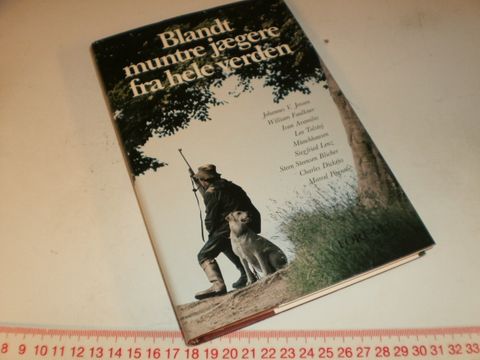 Blandt
muntre jægere
fra hele verden
Johannes V. Jensen
William Faulkner
Ivan Aramilev
Leo Tolstoj
Münchhausen
Siegfried Lenz
Steen Steensen Blicher
Charles Dickens
Marcel Pagnol
FORUM
8 9 10 11 12 13 14 15 16 17 18 19 20 21 22 23 24 25 26 27 28 29 30 31 32 33